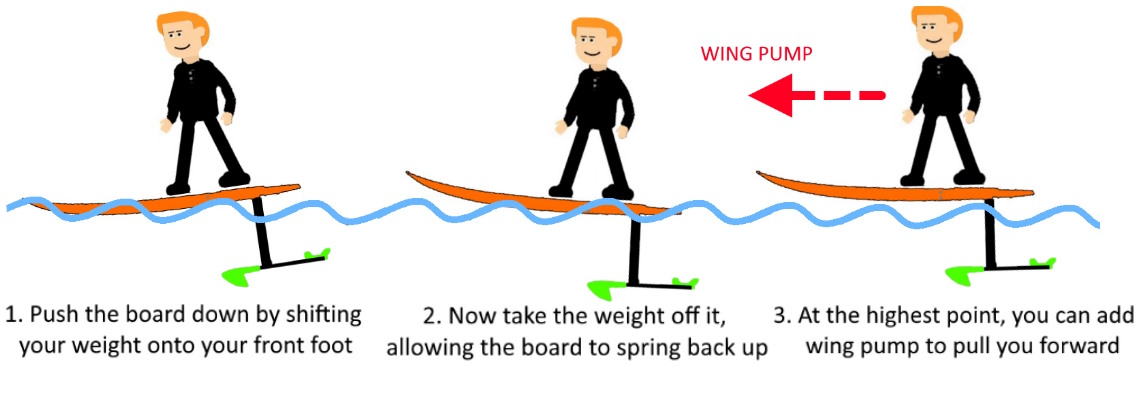 WING PUMP
1. Push the board down by shifting
your weight onto your front foot
2. Now take the weight off it,
allowing the board to spring back up
3. At the highest point, you can add
wing pump to pull you forward